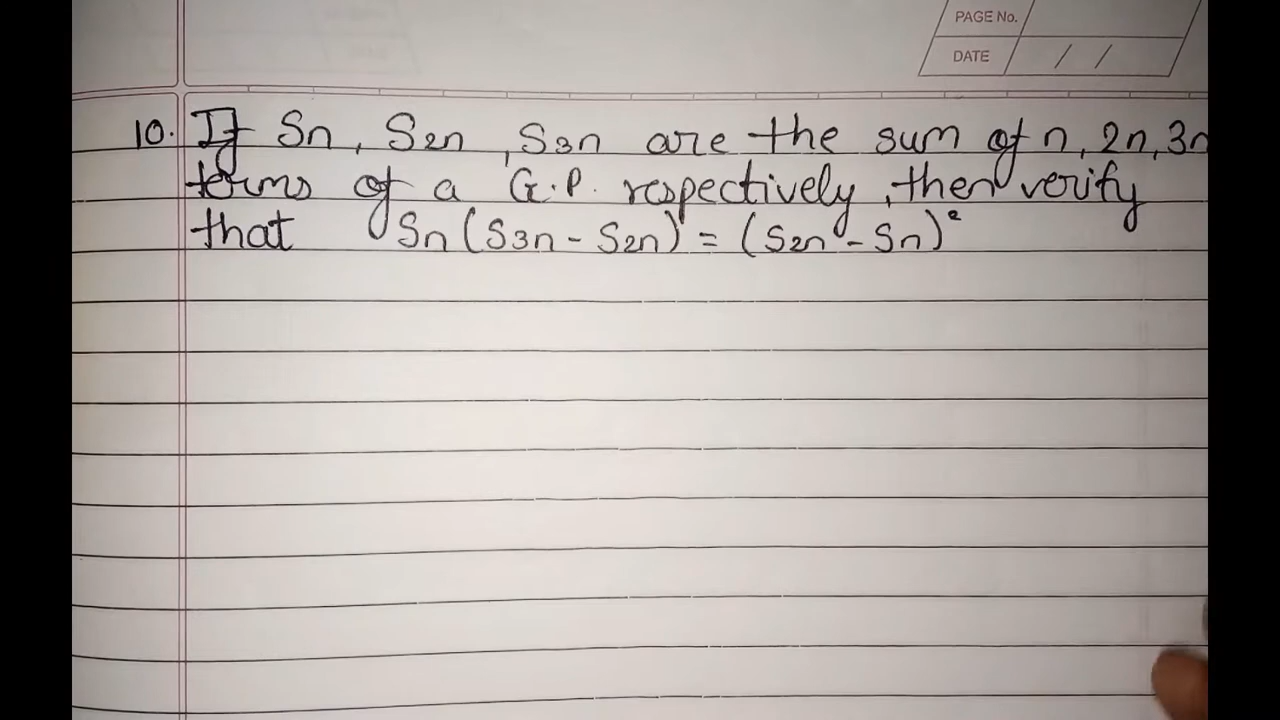 PAGE No.
DATE / /
10. If Sn, S2n, S3n are the sum of n, 2n, 3n
terms of a G.P. respectively, then verify
that Sn(S3n - S2n) = (S2n - Sn)²